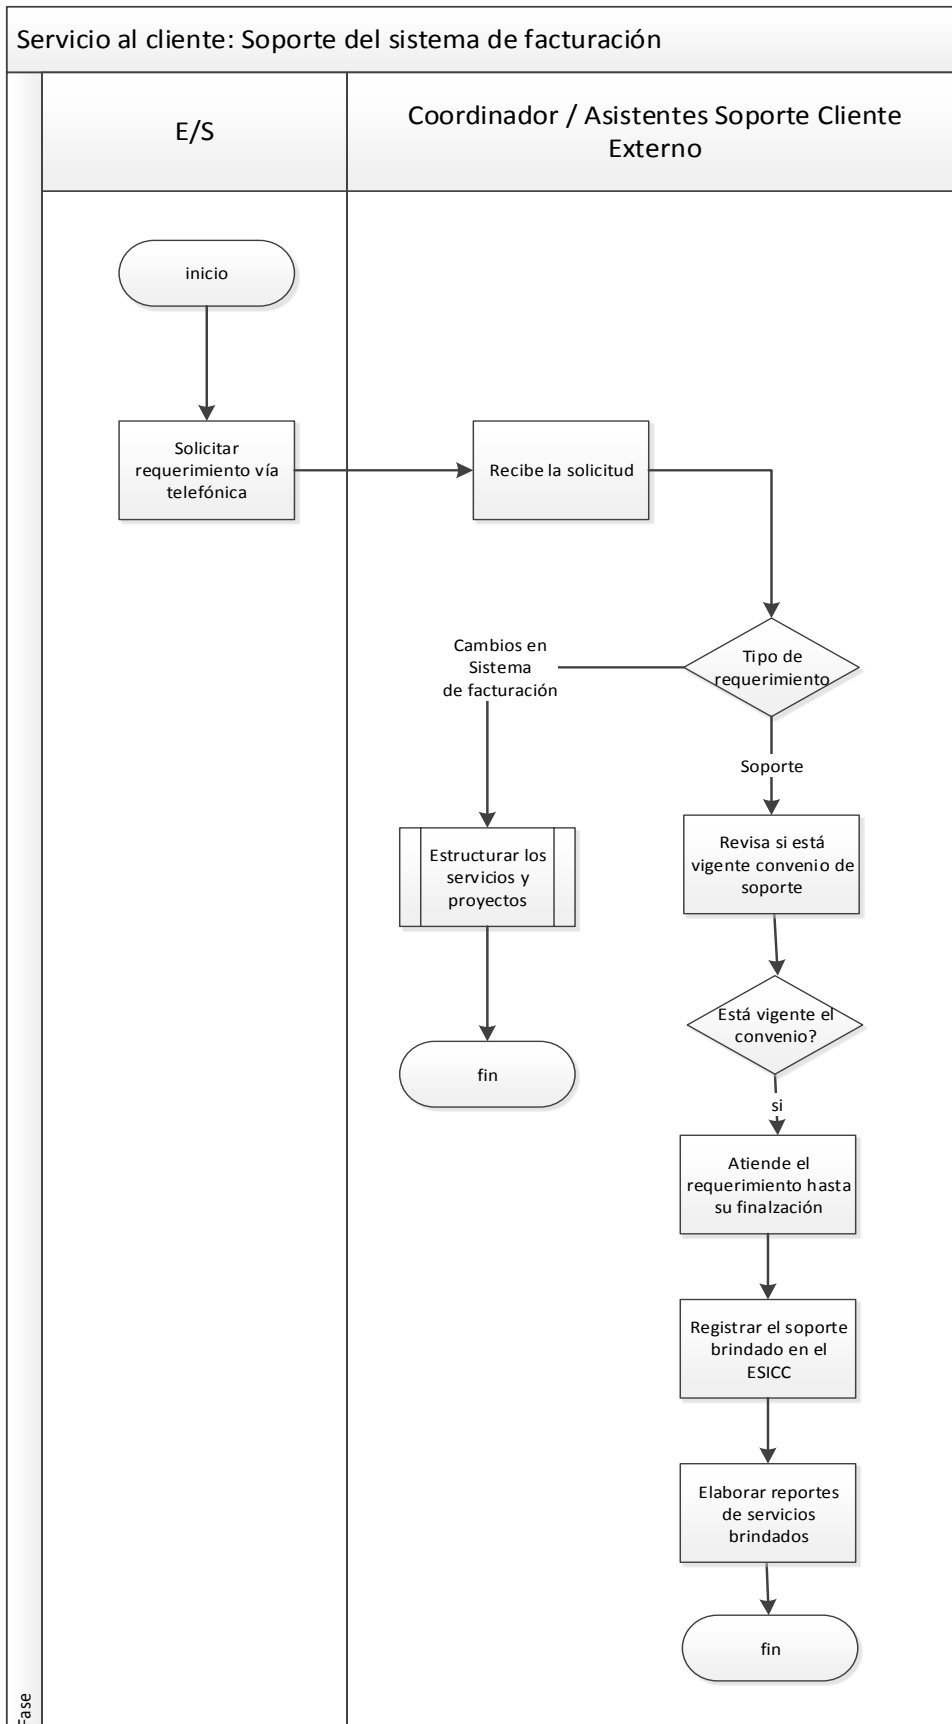 Servicio al cliente: Soporte del sistema de facturación
E/S
Coordinador / Asistentes Soporte Cliente
Externo
inicio
Solicitar
requerimiento vía
telefónica
Recibe la solicitud
Tipo de
requerimiento
Cambios en
Sistema
de facturación
Soporte
Estructurar los
servicios y
proyectos
Revisa si está
vigente convenio de
soporte
Está vigente el
convenio?
fin
si
Atiende el
requerimiento hasta
su finalzación
Registrar el soporte
brindado en el
ESICC
Elaborar reportes
de servicios
brindados
fin
Fase